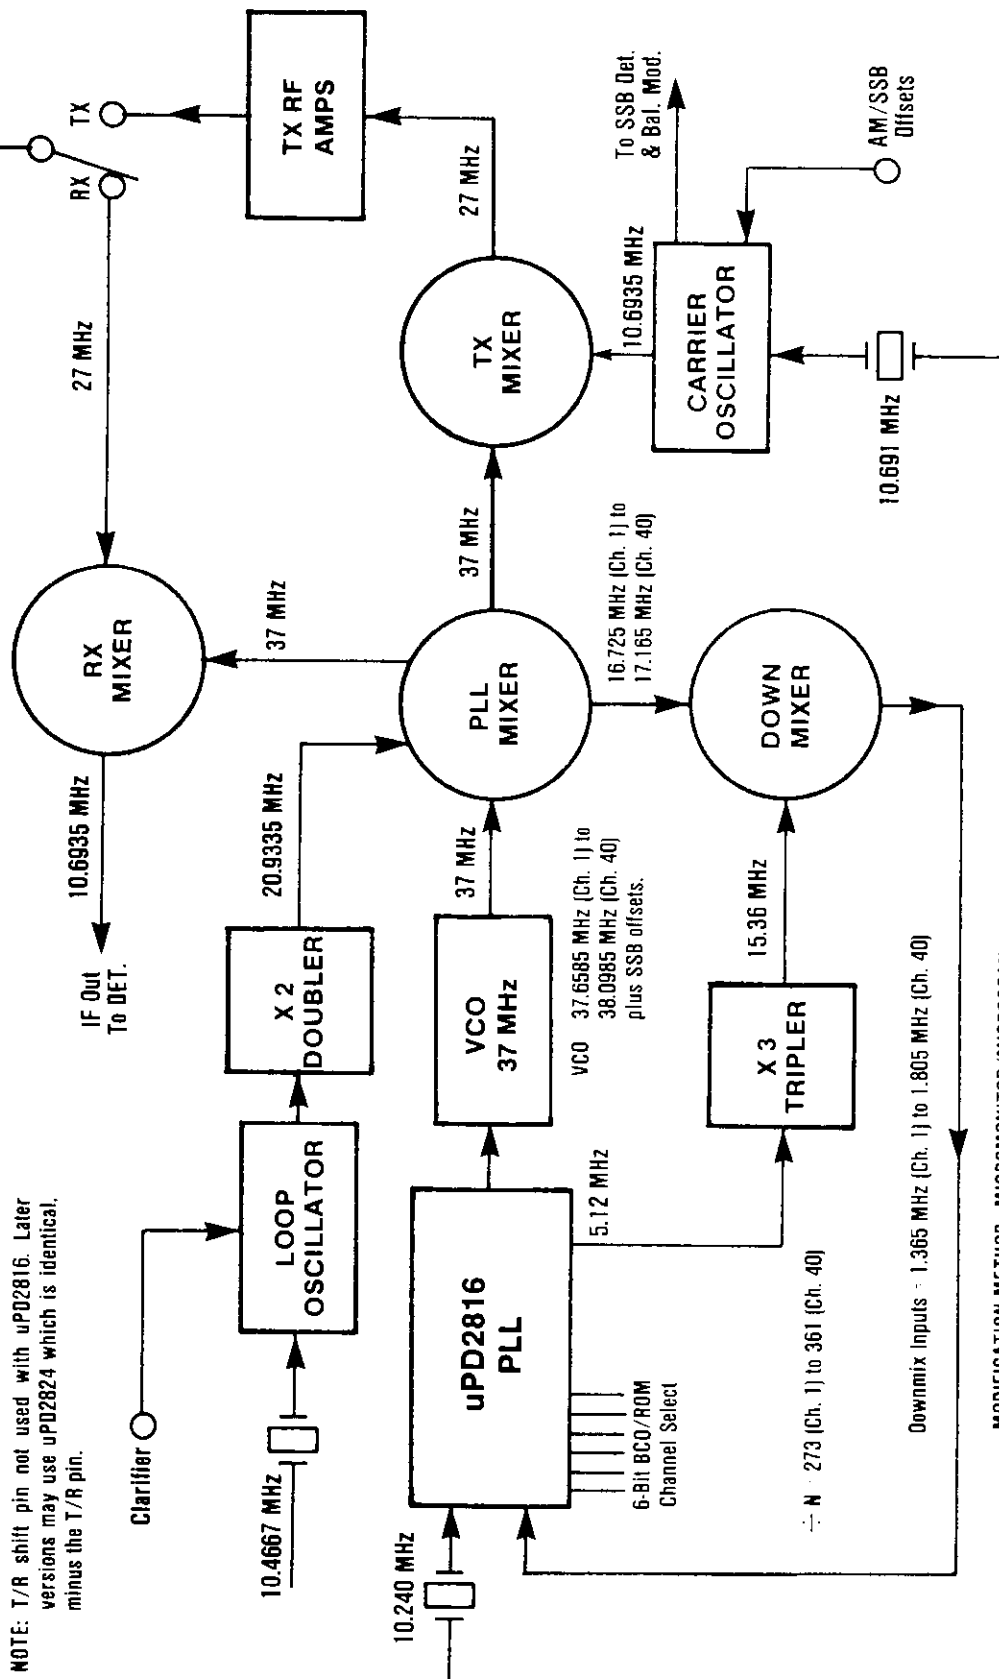 NOTE: T/R shift pin not used with uPD2816. Later
versions may use uPD2824 which is identical,
minus the T/R pin.
Clarifier
10.4667 MHz
LOOP
OSCILLATOR
X 2
DOUBLER
20.9335 MHz
IF Out
To DET.
10.6935 MHz
RX
MIXER
27 MHz
RX
TX
37 MHz
10.240 MHz
uPD2816
PLL
6-Bit BCO/ROM
Channel Select
VCO
37 MHz
37 MHz
VCO 37.6585 MHz (Ch. 1) to
38.0985 MHz (Ch. 40)
plus SSB offsets.
PLL
MIXER
37 MHz
TX
MIXER
27 MHz
TX RF
AMPS
5.12 MHz
X 3
TRIPLER
15.36 MHz
DOWN
MIXER
16.725 MHz (Ch. 1) to
17.165 MHz (Ch. 40)
10.6935 MHz
CARRIER
OSCILLATOR
To SSB Det.
& Bal. Mod.
10.691 MHz
AM/SSB
Offsets
÷ N 273 (Ch. 1) to 361 (Ch. 40)
Downmix Inputs - 1.365 MHz (Ch. 1) to 1.805 MHz (Ch. 40)
MODIFICATION METHOD